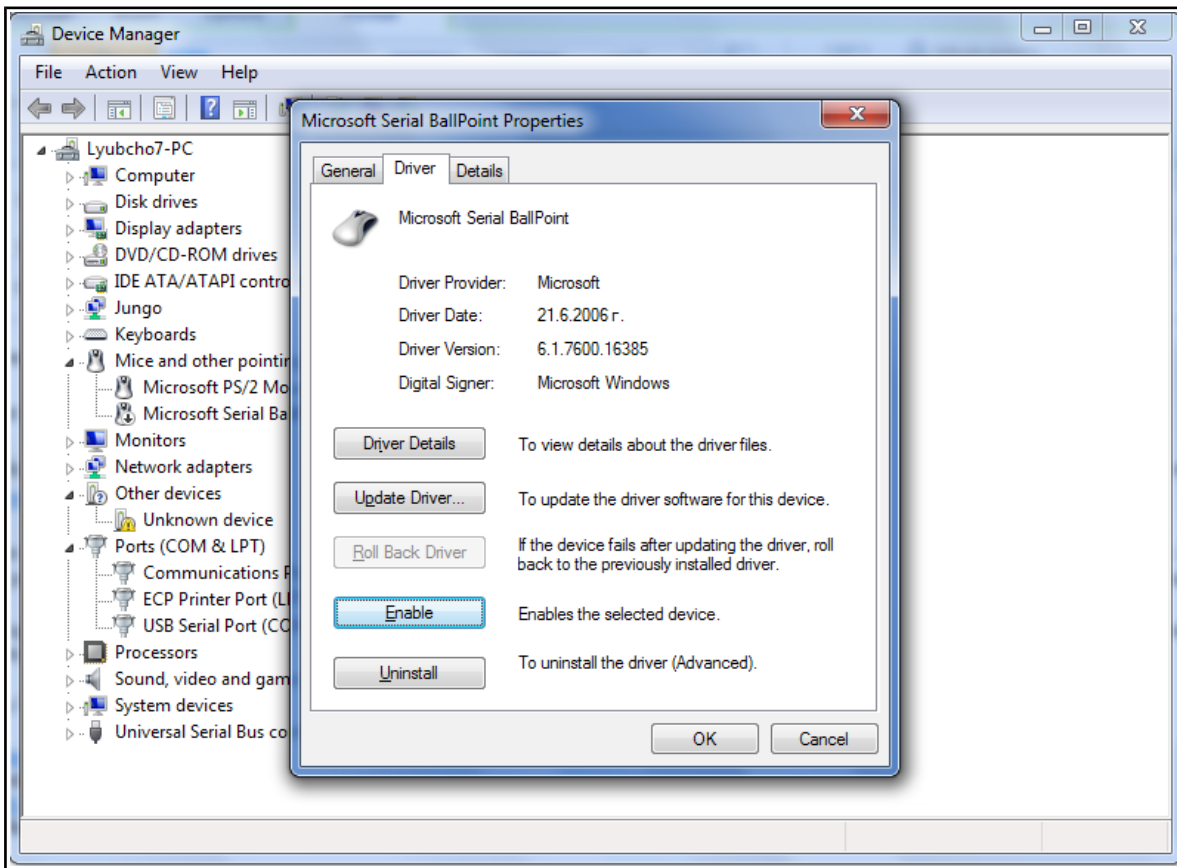 Device Manager
File Action View Help
Lyubcho7-PC
Computer
Disk drives
Display adapters
DVD/CD-ROM drives
IDE ATA/ATAPI contro
Jungo
Keyboards
Mice and other pointin
Microsoft PS/2 Mo
Microsoft Serial Ba
Monitors
Network adapters
Other devices
Unknown device
Ports (COM & LPT)
Communications P
ECP Printer Port (LP
USB Serial Port (CO
Processors
Sound, video and gam
System devices
Universal Serial Bus co
Microsoft Serial BallPoint Properties
General Driver Details
Microsoft Serial BallPoint
Driver Provider: Microsoft
Driver Date: 21.6.2006 г.
Driver Version: 6.1.7600.16385
Digital Signer: Microsoft Windows
Driver Details To view details about the driver files.
Update Driver... To update the driver software for this device.
Roll Back Driver If the device fails after updating the driver, roll
back to the previously installed driver.
Enable Enables the selected device.
Uninstall To uninstall the driver (Advanced).
OK Cancel